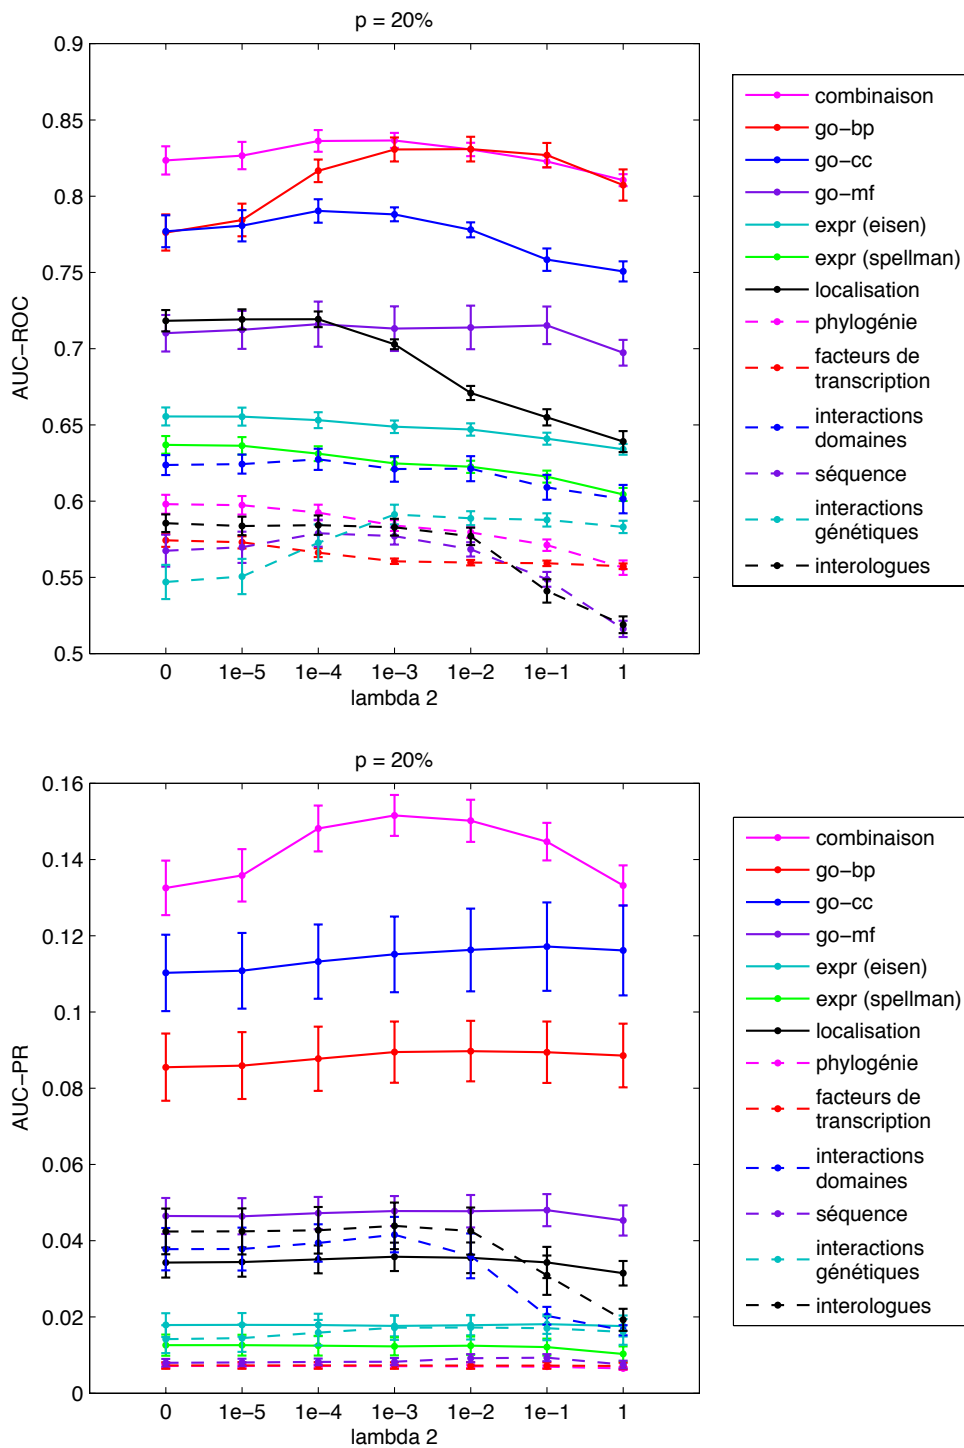 p = 20%
0.9
0.85
0.8
0.75
0.7
0.65
0.6
0.55
0.5
AUC−ROC
0 1e−5 1e−4 1e−3 1e−2 1e−1 1
lambda 2
combinaison
go−bp
go−cc
go−mf
expr (eisen)
expr (spellman)
localisation
phylogénie
facteurs de
transcription
interactions
domaines
séquence
interactions
génétiques
interologues
p = 20%
0.16
0.14
0.12
0.1
0.08
0.06
0.04
0.02
0
AUC−PR
0 1e−5 1e−4 1e−3 1e−2 1e−1 1
lambda 2
combinaison
go−bp
go−cc
go−mf
expr (eisen)
expr (spellman)
localisation
phylogénie
facteurs de
transcription
interactions
domaines
séquence
interactions
génétiques
interologues